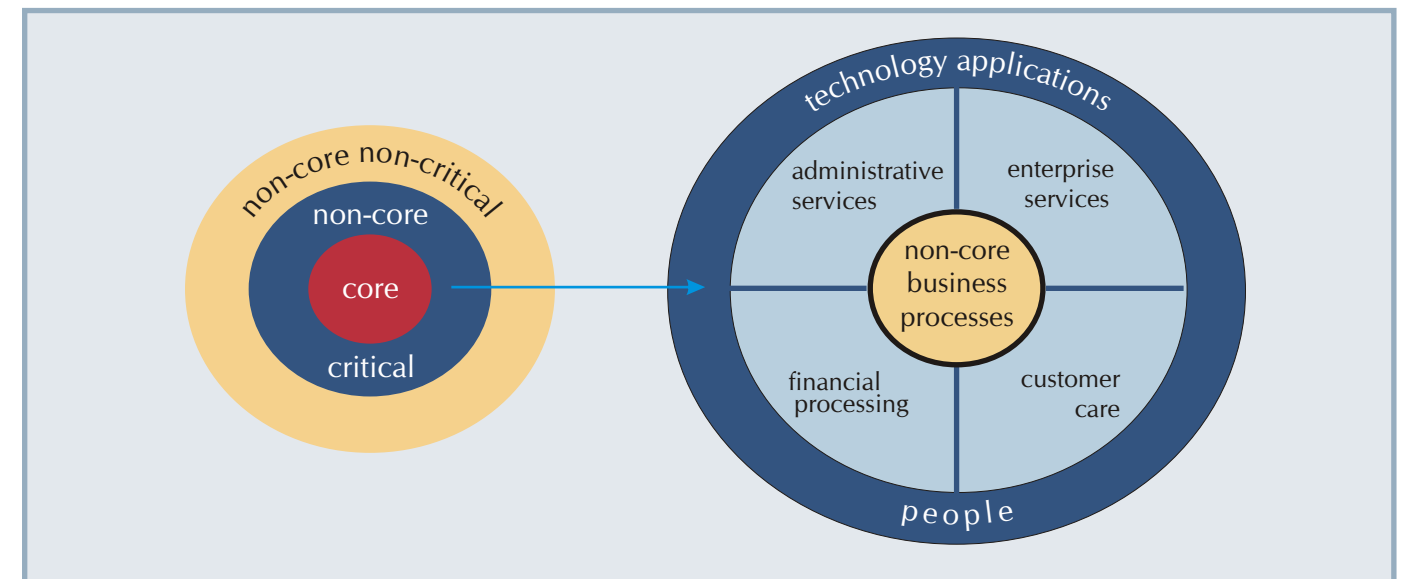 non-core non-critical
non-core
core
critical
technology applications
administrative
services
enterprise
services
non-core
business
processes
financial
processing
customer
care
people